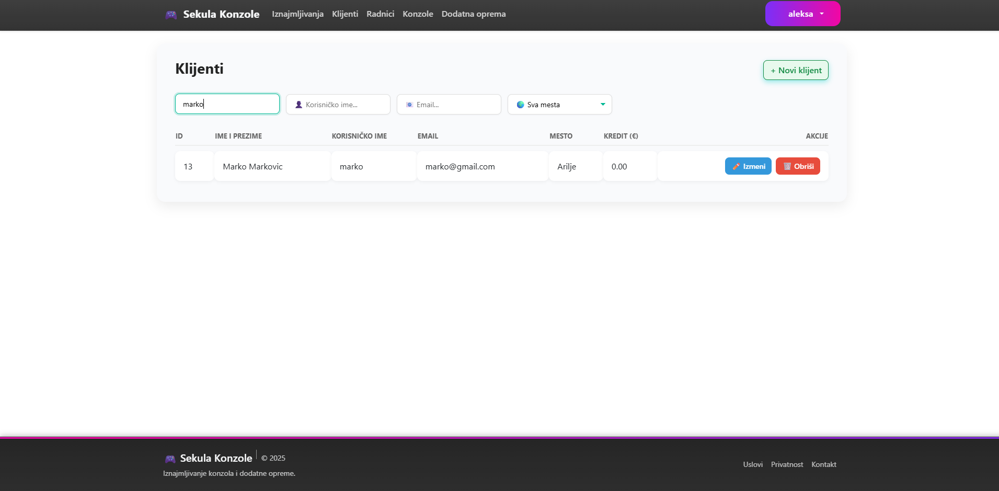 Sekula Konzole Iznajmljivanja Klijenti Radnici Konzole Dodatna oprema aleksa
Klijenti
+ Novi klijent
marko Korisničko ime... Email... Sva mesta
ID IME I PREZIME KORISNIČKO IME EMAIL MESTO KREDIT (€) AKCIJE
13 Marko Markovic marko marko@gmail.com Arilje 0.00 Izmeni Obriši
Sekula Konzole © 2025
Iznajmljivanje konzola i dodatne opreme.
Uslovi Privatnost Kontakt